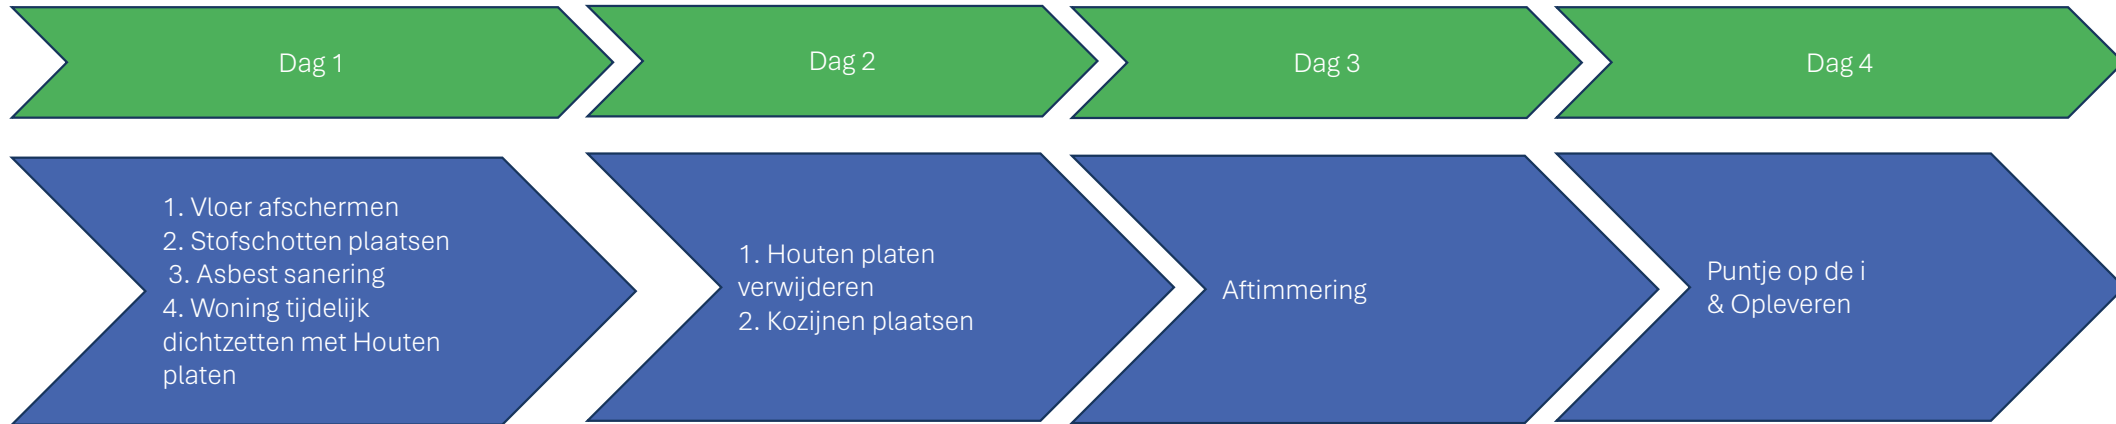 Dag 1
Dag 2
Dag 3
Dag 4
1. Vloer afschermen
2. Stofschotten plaatsen
3. Asbest sanering
4. Woning tijdelijk
dichtzetten met Houten
platen
1. Houten platen
verwijderen
2. Kozijnen plaatsen
Aftimmering
Puntje op de i
& Opleveren